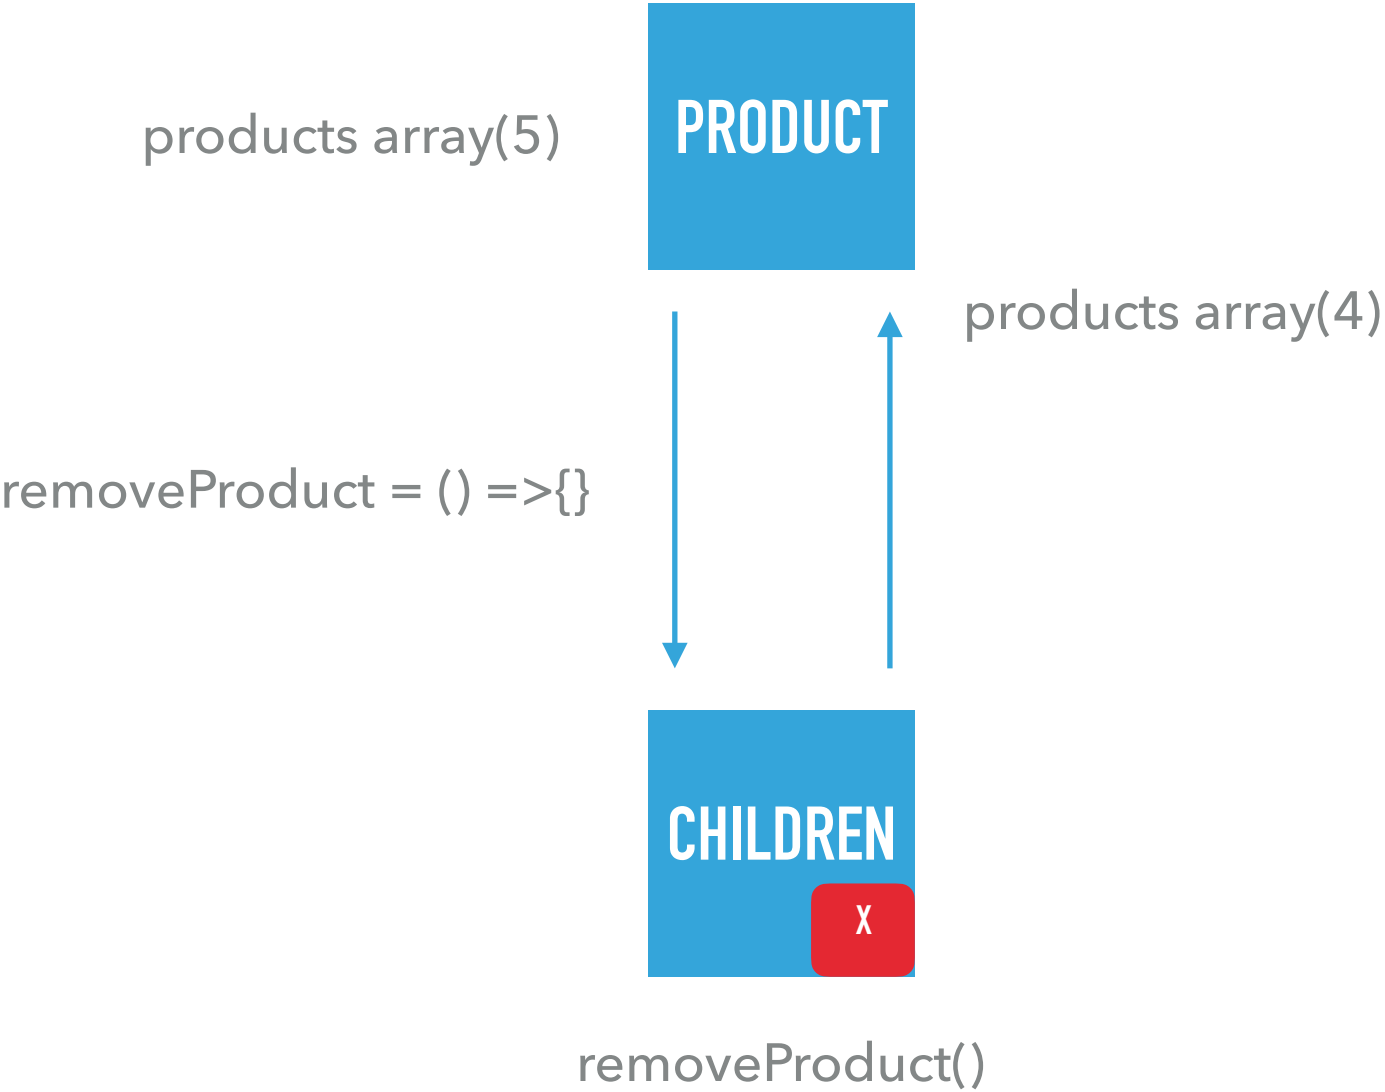 PRODUCT
products array(5)
products array(4)
removeProduct = () =>{}
CHILDREN
X
removeProduct()